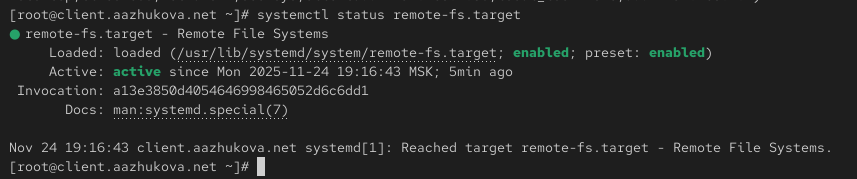 [root@client.aazhukova.net ~]# systemctl status remote-fs.target
● remote-fs.target - Remote File Systems
     Loaded: loaded (/usr/lib/systemd/system/remote-fs.target; enabled; preset: enabled)
     Active: active since Mon 2025-11-24 19:16:43 MSK; 5min ago
 Invocation: a13e3850d4054646998465052d6c6dd1
       Docs: man:systemd.special(7)

Nov 24 19:16:43 client.aazhukova.net systemd[1]: Reached target remote-fs.target - Remote File Systems.
[root@client.aazhukova.net ~]#